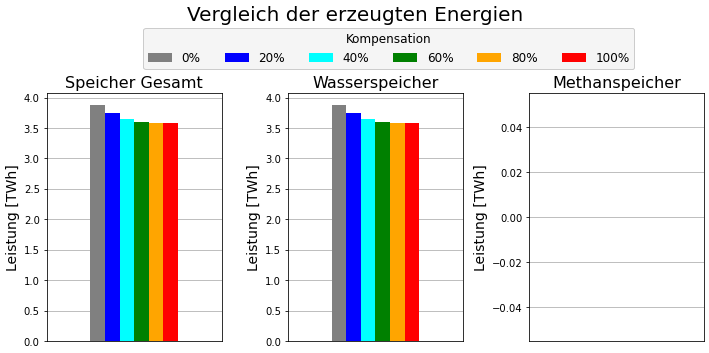 Vergleich der erzeugten Energien
Kompensation
0% 20% 40% 60% 80% 100%
Speicher Gesamt
Leistung [TWh]
4.0
3.5
3.0
2.5
2.0
1.5
1.0
0.5
0.0
Wasserspeicher
Leistung [TWh]
4.0
3.5
3.0
2.5
2.0
1.5
1.0
0.5
0.0
Methanspeicher
Leistung [TWh]
0.04
0.02
0.00
−0.02
−0.04